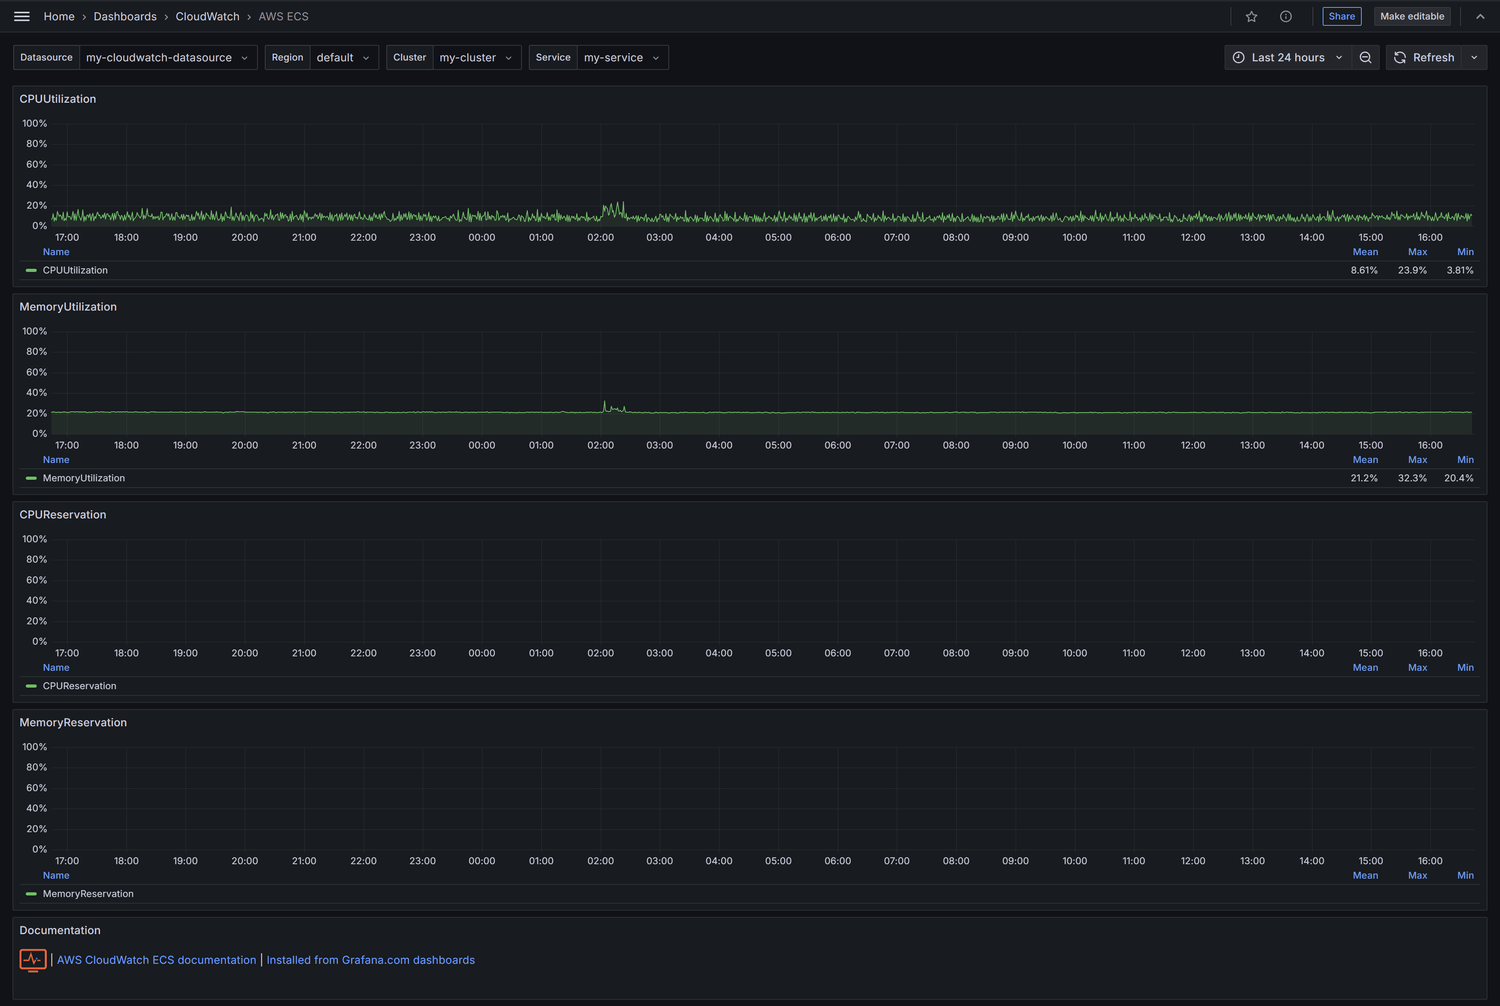 Home › Dashboards › CloudWatch › AWS ECS Share Make editable
Datasource my-cloudwatch-datasource Region default Cluster my-cluster Service my-service Last 24 hours Refresh
CPUUtilization
100%
80%
60%
40%
20%
0%
17:00 18:00 19:00 20:00 21:00 22:00 23:00 00:00 01:00 02:00 03:00 04:00 05:00 06:00 07:00 08:00 09:00 10:00 11:00 12:00 13:00 14:00 15:00 16:00
Name Mean Max Min
CPUUtilization 8.61% 23.9% 3.81%
MemoryUtilization
100%
80%
60%
40%
20%
0%
17:00 18:00 19:00 20:00 21:00 22:00 23:00 00:00 01:00 02:00 03:00 04:00 05:00 06:00 07:00 08:00 09:00 10:00 11:00 12:00 13:00 14:00 15:00 16:00
Name Mean Max Min
MemoryUtilization 21.2% 32.3% 20.4%
CPUReservation
100%
80%
60%
40%
20%
0%
17:00 18:00 19:00 20:00 21:00 22:00 23:00 00:00 01:00 02:00 03:00 04:00 05:00 06:00 07:00 08:00 09:00 10:00 11:00 12:00 13:00 14:00 15:00 16:00
Name Mean Max Min
CPUReservation
MemoryReservation
100%
80%
60%
40%
20%
0%
17:00 18:00 19:00 20:00 21:00 22:00 23:00 00:00 01:00 02:00 03:00 04:00 05:00 06:00 07:00 08:00 09:00 10:00 11:00 12:00 13:00 14:00 15:00 16:00
Name Mean Max Min
MemoryReservation
Documentation
| AWS CloudWatch ECS documentation | Installed from Grafana.com dashboards